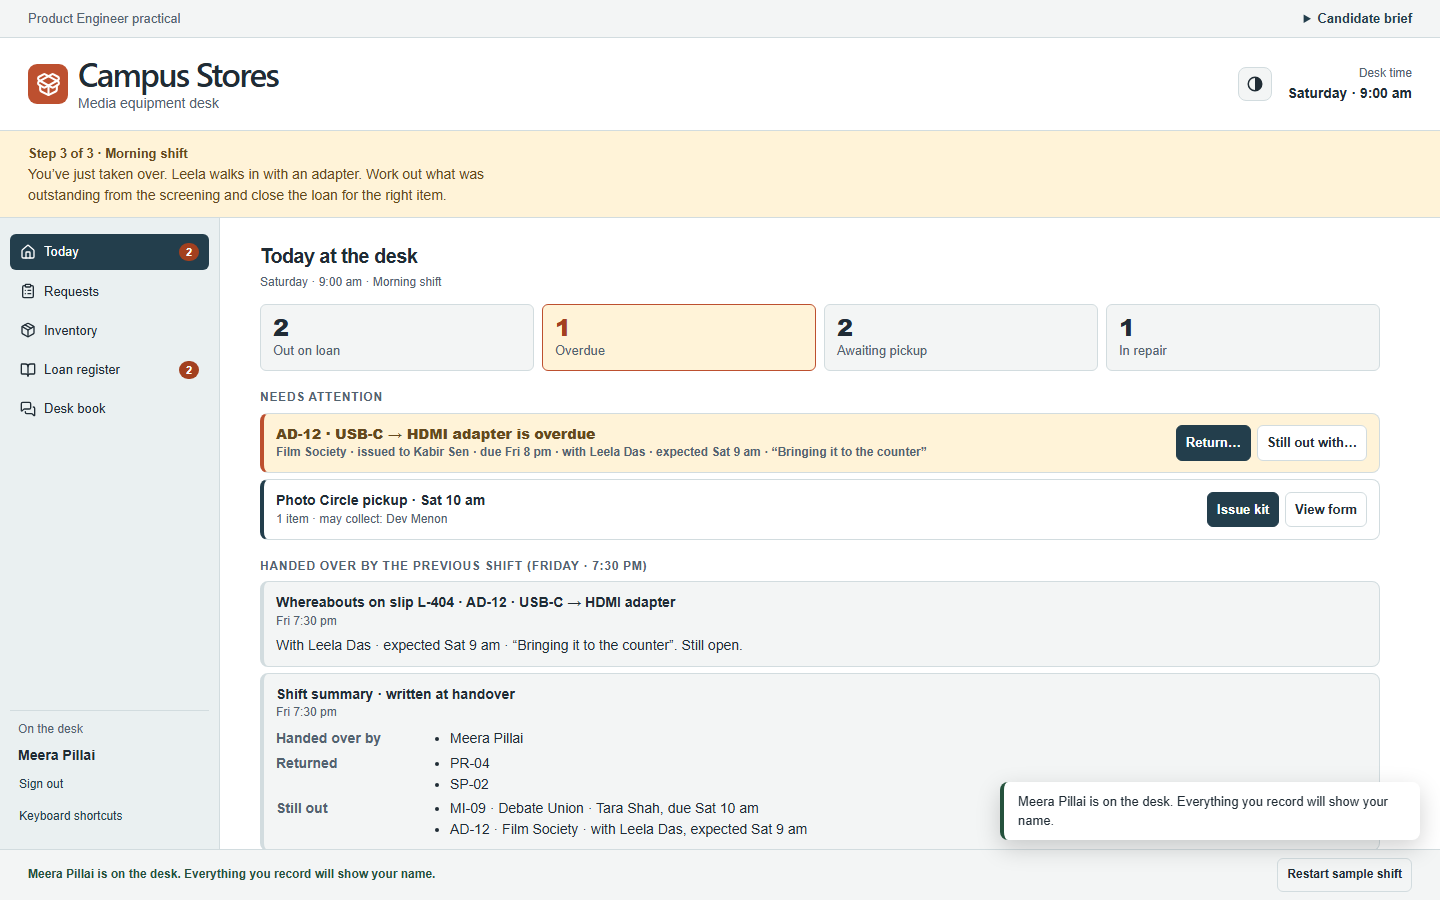 Product Engineer practical
▶ Candidate brief
Campus Stores
Media equipment desk
Desk time
Saturday · 9:00 am
Step 3 of 3 · Morning shift
You've just taken over. Leela walks in with an adapter. Work out what was
outstanding from the screening and close the loan for the right item.
Today 2
Requests
Inventory
Loan register 2
Desk book
On the desk
Meera Pillai
Sign out
Keyboard shortcuts
Today at the desk
Saturday · 9:00 am · Morning shift
2
Out on loan
1
Overdue
2
Awaiting pickup
1
In repair
NEEDS ATTENTION
AD-12 · USB-C → HDMI adapter is overdue
Film Society · issued to Kabir Sen · due Fri 8 pm · with Leela Das · expected Sat 9 am · “Bringing it to the counter”
Return…
Still out with…
Photo Circle pickup · Sat 10 am
1 item · may collect: Dev Menon
Issue kit
View form
HANDED OVER BY THE PREVIOUS SHIFT (FRIDAY · 7:30 PM)
Whereabouts on slip L-404 · AD-12 · USB-C → HDMI adapter
Fri 7:30 pm
With Leela Das · expected Sat 9 am · “Bringing it to the counter”. Still open.
Shift summary · written at handover
Fri 7:30 pm
Handed over by
• Meera Pillai
Returned
• PR-04
• SP-02
Still out
• MI-09 · Debate Union · Tara Shah, due Sat 10 am
• AD-12 · Film Society · with Leela Das, expected Sat 9 am
Meera Pillai is on the desk. Everything you record will show your
name.
Meera Pillai is on the desk. Everything you record will show your name.
Restart sample shift